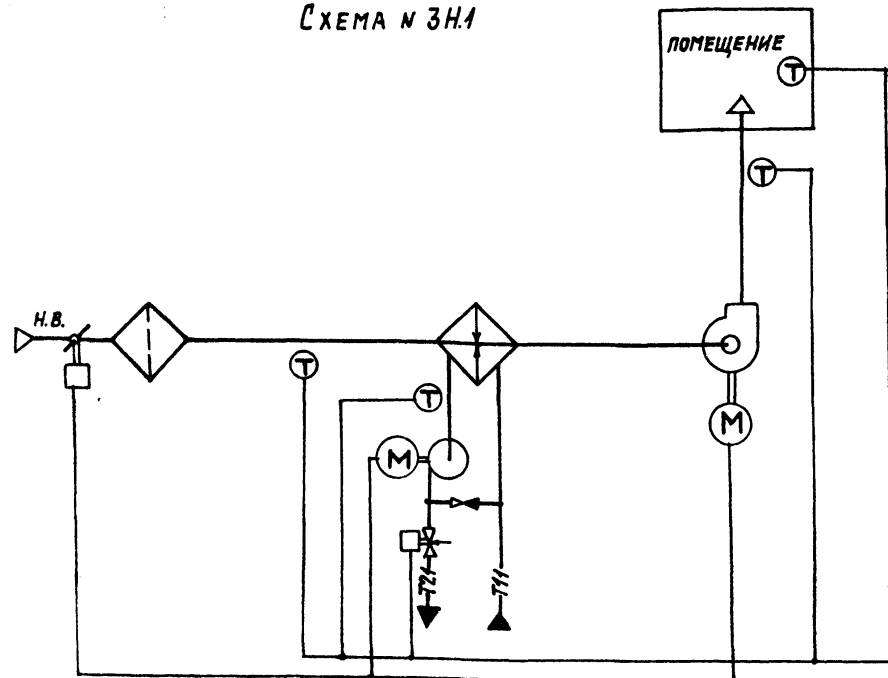 СХЕМА N 3Н.1
ПОМЕЩЕНИЕ
Т
Т
Н.В.
Т
Т
М
М
Т21
Т11